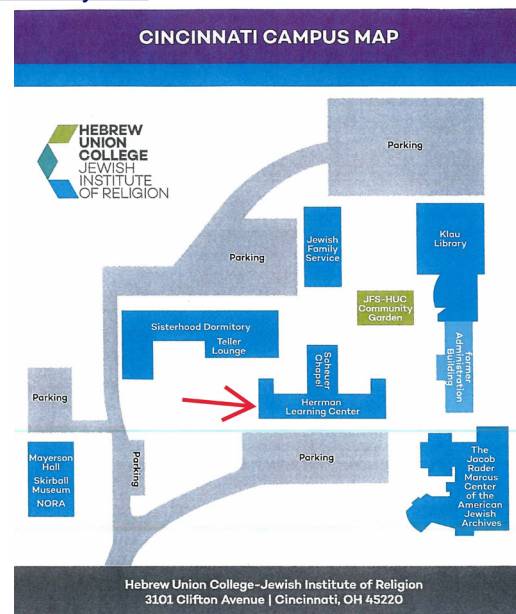 CINCINNATI CAMPUS MAP
HEBREW
UNION
COLLEGE
JEWISH
INSTITUTE
OF RELIGION
Parking
Parking
Jewish
Family
Service
Klau
Library
JFS-HUC
Community
Garden
Sisterhood Dormitory
Teller
Lounge
Scheuer
Chapel
former
Administration
Building
Herrman
Learning Center
Parking
Mayerson
Hall
Skirball
Museum
NORA
Parking
Parking
The
Jacob
Rader
Marcus
Center
of the
American
Jewish
Archives
Hebrew Union College-Jewish Institute of Religion
3101 Clifton Avenue | Cincinnati, OH 45220